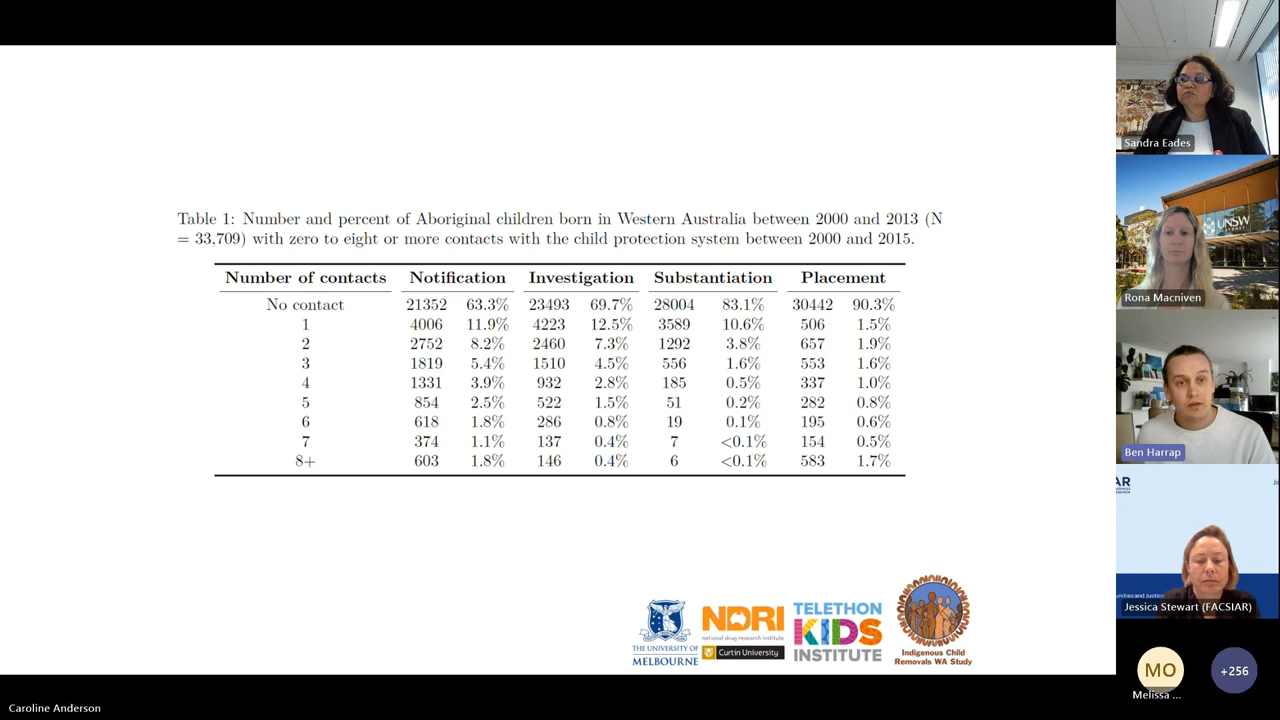 Table 1: Number and percent of Aboriginal children born in Western Australia between 2000 and 2013 (N
= 33,709) with zero to eight or more contacts with the child protection system between 2000 and 2015.
Number of contacts Notification Investigation Substantiation Placement
No contact 21352 63.3% 23493 69.7% 28004 83.1% 30442 90.3%
1 4006 11.9% 4223 12.5% 3589 10.6% 506 1.5%
2 2752 8.2% 2460 7.3% 1292 3.8% 657 1.9%
3 1819 5.4% 1510 4.5% 556 1.6% 553 1.6%
4 1331 3.9% 932 2.8% 185 0.5% 337 1.0%
5 854 2.5% 522 1.5% 51 0.2% 282 0.8%
6 618 1.8% 286 0.8% 19 0.1% 195 0.6%
7 374 1.1% 137 0.4% 7 <0.1% 154 0.5%
8+ 603 1.8% 146 0.4% 6 <0.1% 583 1.7%
THE UNIVERSITY OF
MELBOURNE
NDRI
national drug research institute
Curtin University
TELETHON
KIDS
INSTITUTE
Indigenous Child
Removals WA Study
Caroline Anderson
Sandra Eades
UNSW
SYDNEY
Rona Macniven
Ben Harrap
AR
Jessica Stewart (FACSIAR)
MO
Melissa ...
+256